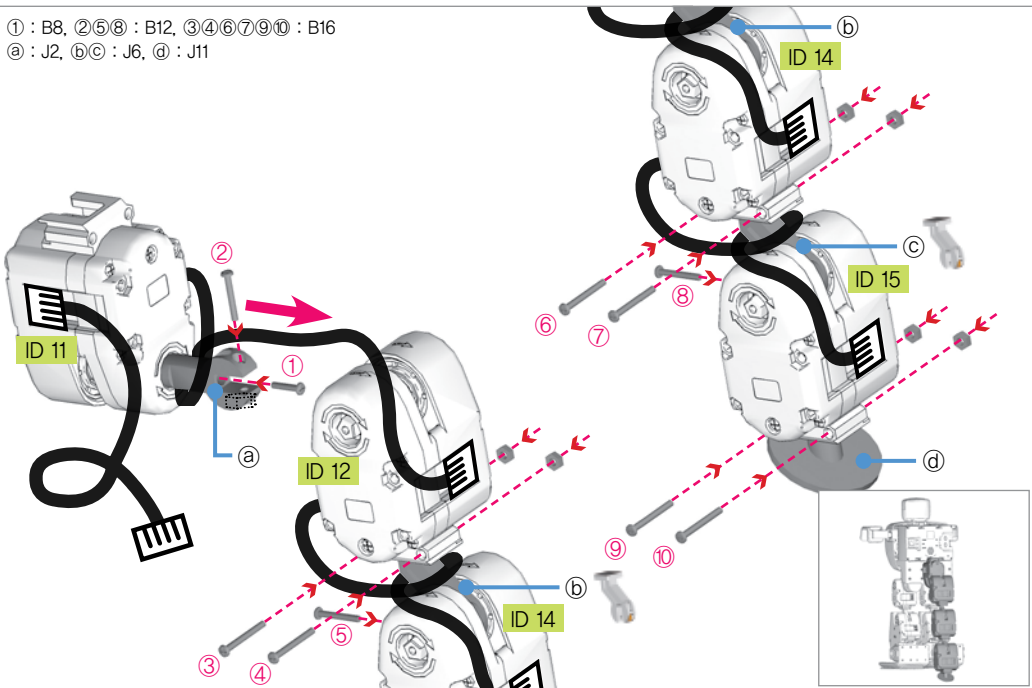 ① : B8, ②⑤⑧ : B12, ③④⑥⑦⑨⑩ : B16
ⓐ : J2, ⓑⓒ : J6, ⓓ : J11
ⓑ
ID 14
ⓒ
ID 15
②
⑧
⑥
⑦
ID 11
①
ⓐ
ID 12
ⓓ
⑨
⑩
ⓑ
ID 14
⑤
③
④